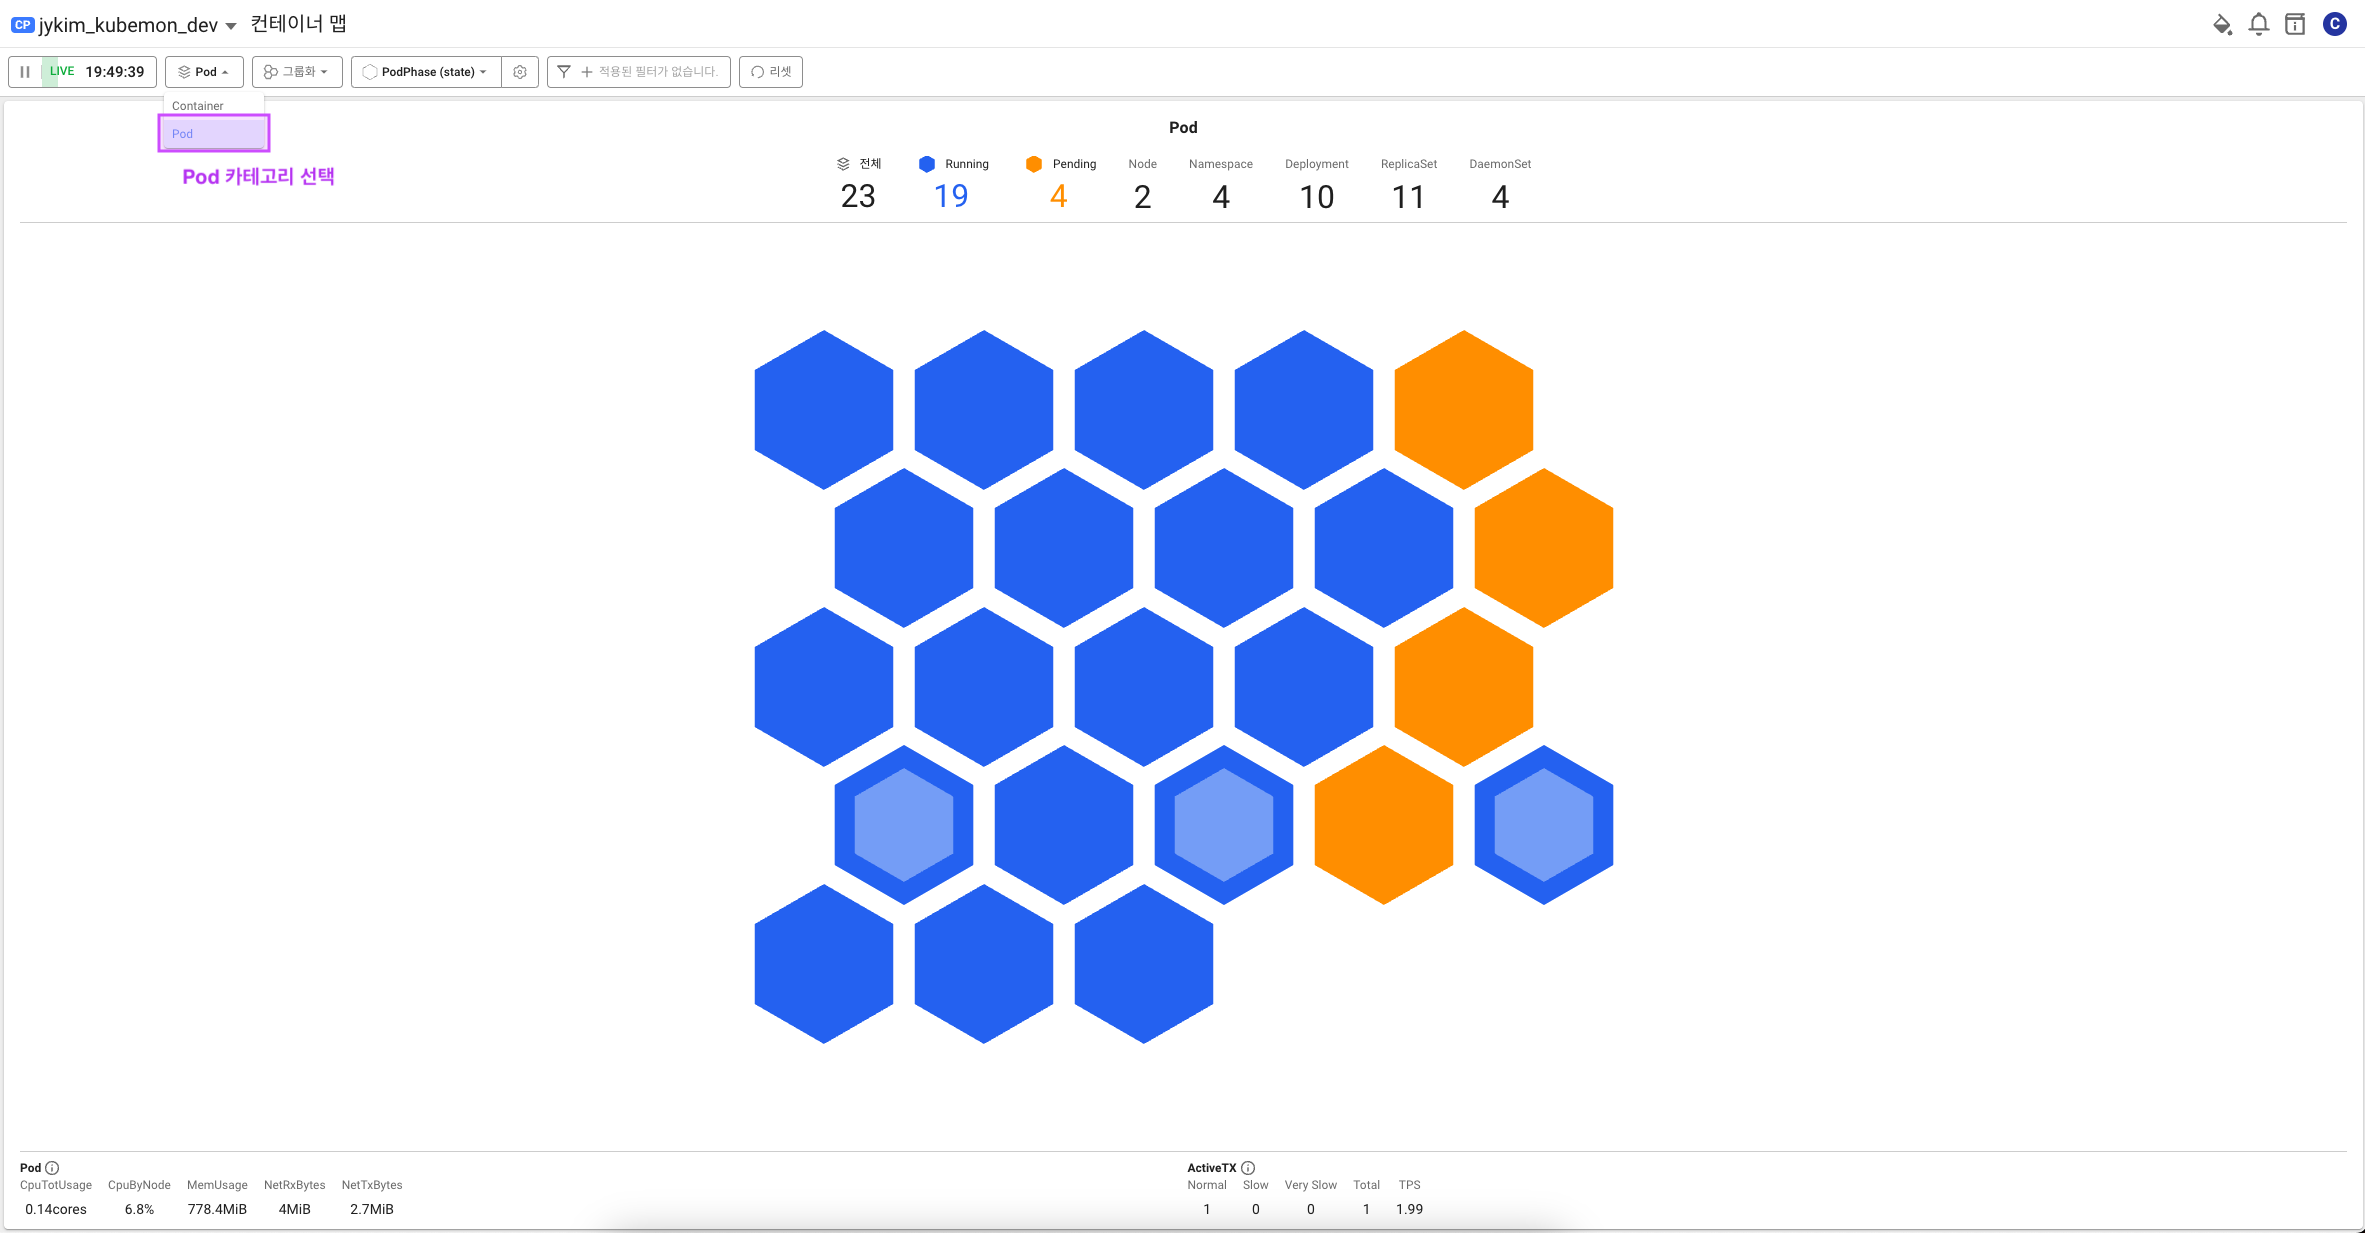 CP jykim_kubemon_dev 컨테이너 맵 C
LIVE 19:49:39 Pod 그룹화 PodPhase (state) 적용된 필터가 없습니다. 리셋
Container
Pod
Pod 카테고리 선택
Pod
전체 Running Pending Node Namespace Deployment ReplicaSet DaemonSet
23 19 4 2 4 10 11 4
Pod
CpuTotUsage CpuByNode MemUsage NetRxBytes NetTxBytes
0.14cores 6.8% 778.4MiB 4MiB 2.7MiB
ActiveTX
Normal Slow Very Slow Total TPS
1 0 0 1 1.99